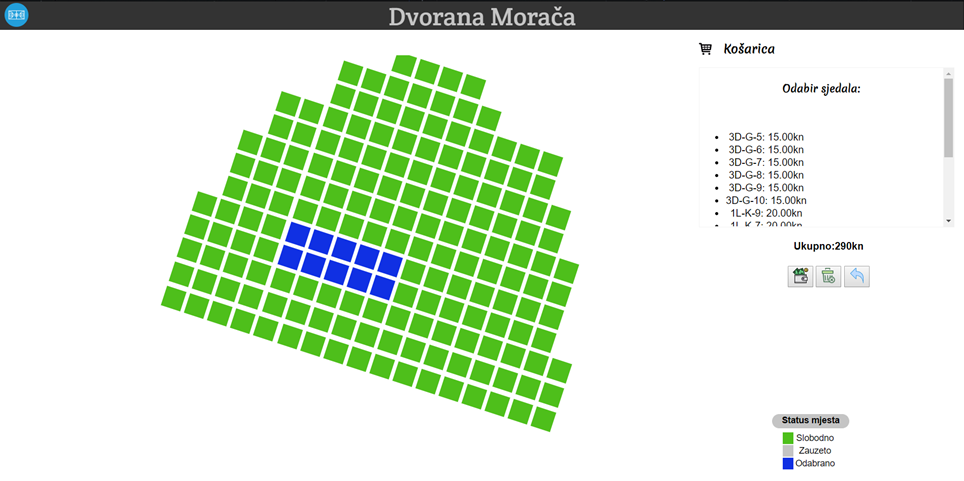 Dvorana Morača
Košarica
Odabir sjedala:
3D-G-5: 15.00kn
3D-G-6: 15.00kn
3D-G-7: 15.00kn
3D-G-8: 15.00kn
3D-G-9: 15.00kn
3D-G-10: 15.00kn
1L-K-9: 20.00kn
1L-K-7: 20.00kn
Ukupno:290kn
Status mjesta
Slobodno
Zauzeto
Odabrano